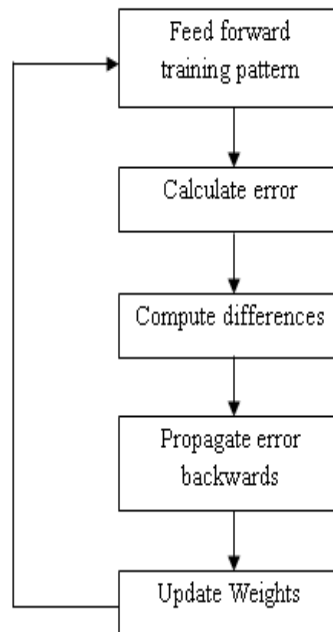 Feed forward
training pattern
Calculate error
Compute differences
Propagate error
backwards
Update Weights